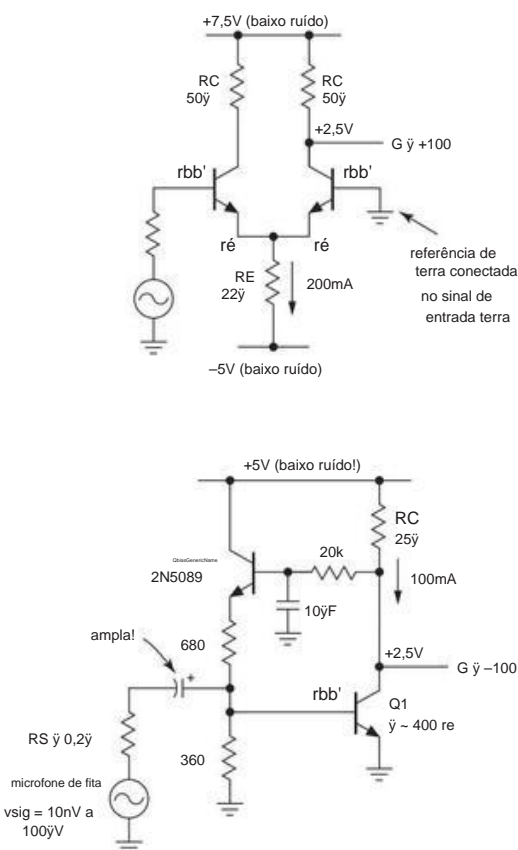 +7,5V (baixo ruído)
RC
50ÿ
RC
50ÿ
+2,5V
G ÿ +100
rbb'
rbb'
ré
ré
referência de
terra conectada
no sinal de
entrada terra
RE
22ÿ
200mA
–5V (baixo ruído)
+5V (baixo ruído!)
RC
25ÿ
20k
2N5089
100mA
10ÿF
ampla!
680
+2,5V
G ÿ –100
rbb'
Q1
ÿ ~ 400 re
RS ÿ 0,2ÿ
360
microfone de fita
vsig = 10nV a
100ÿV